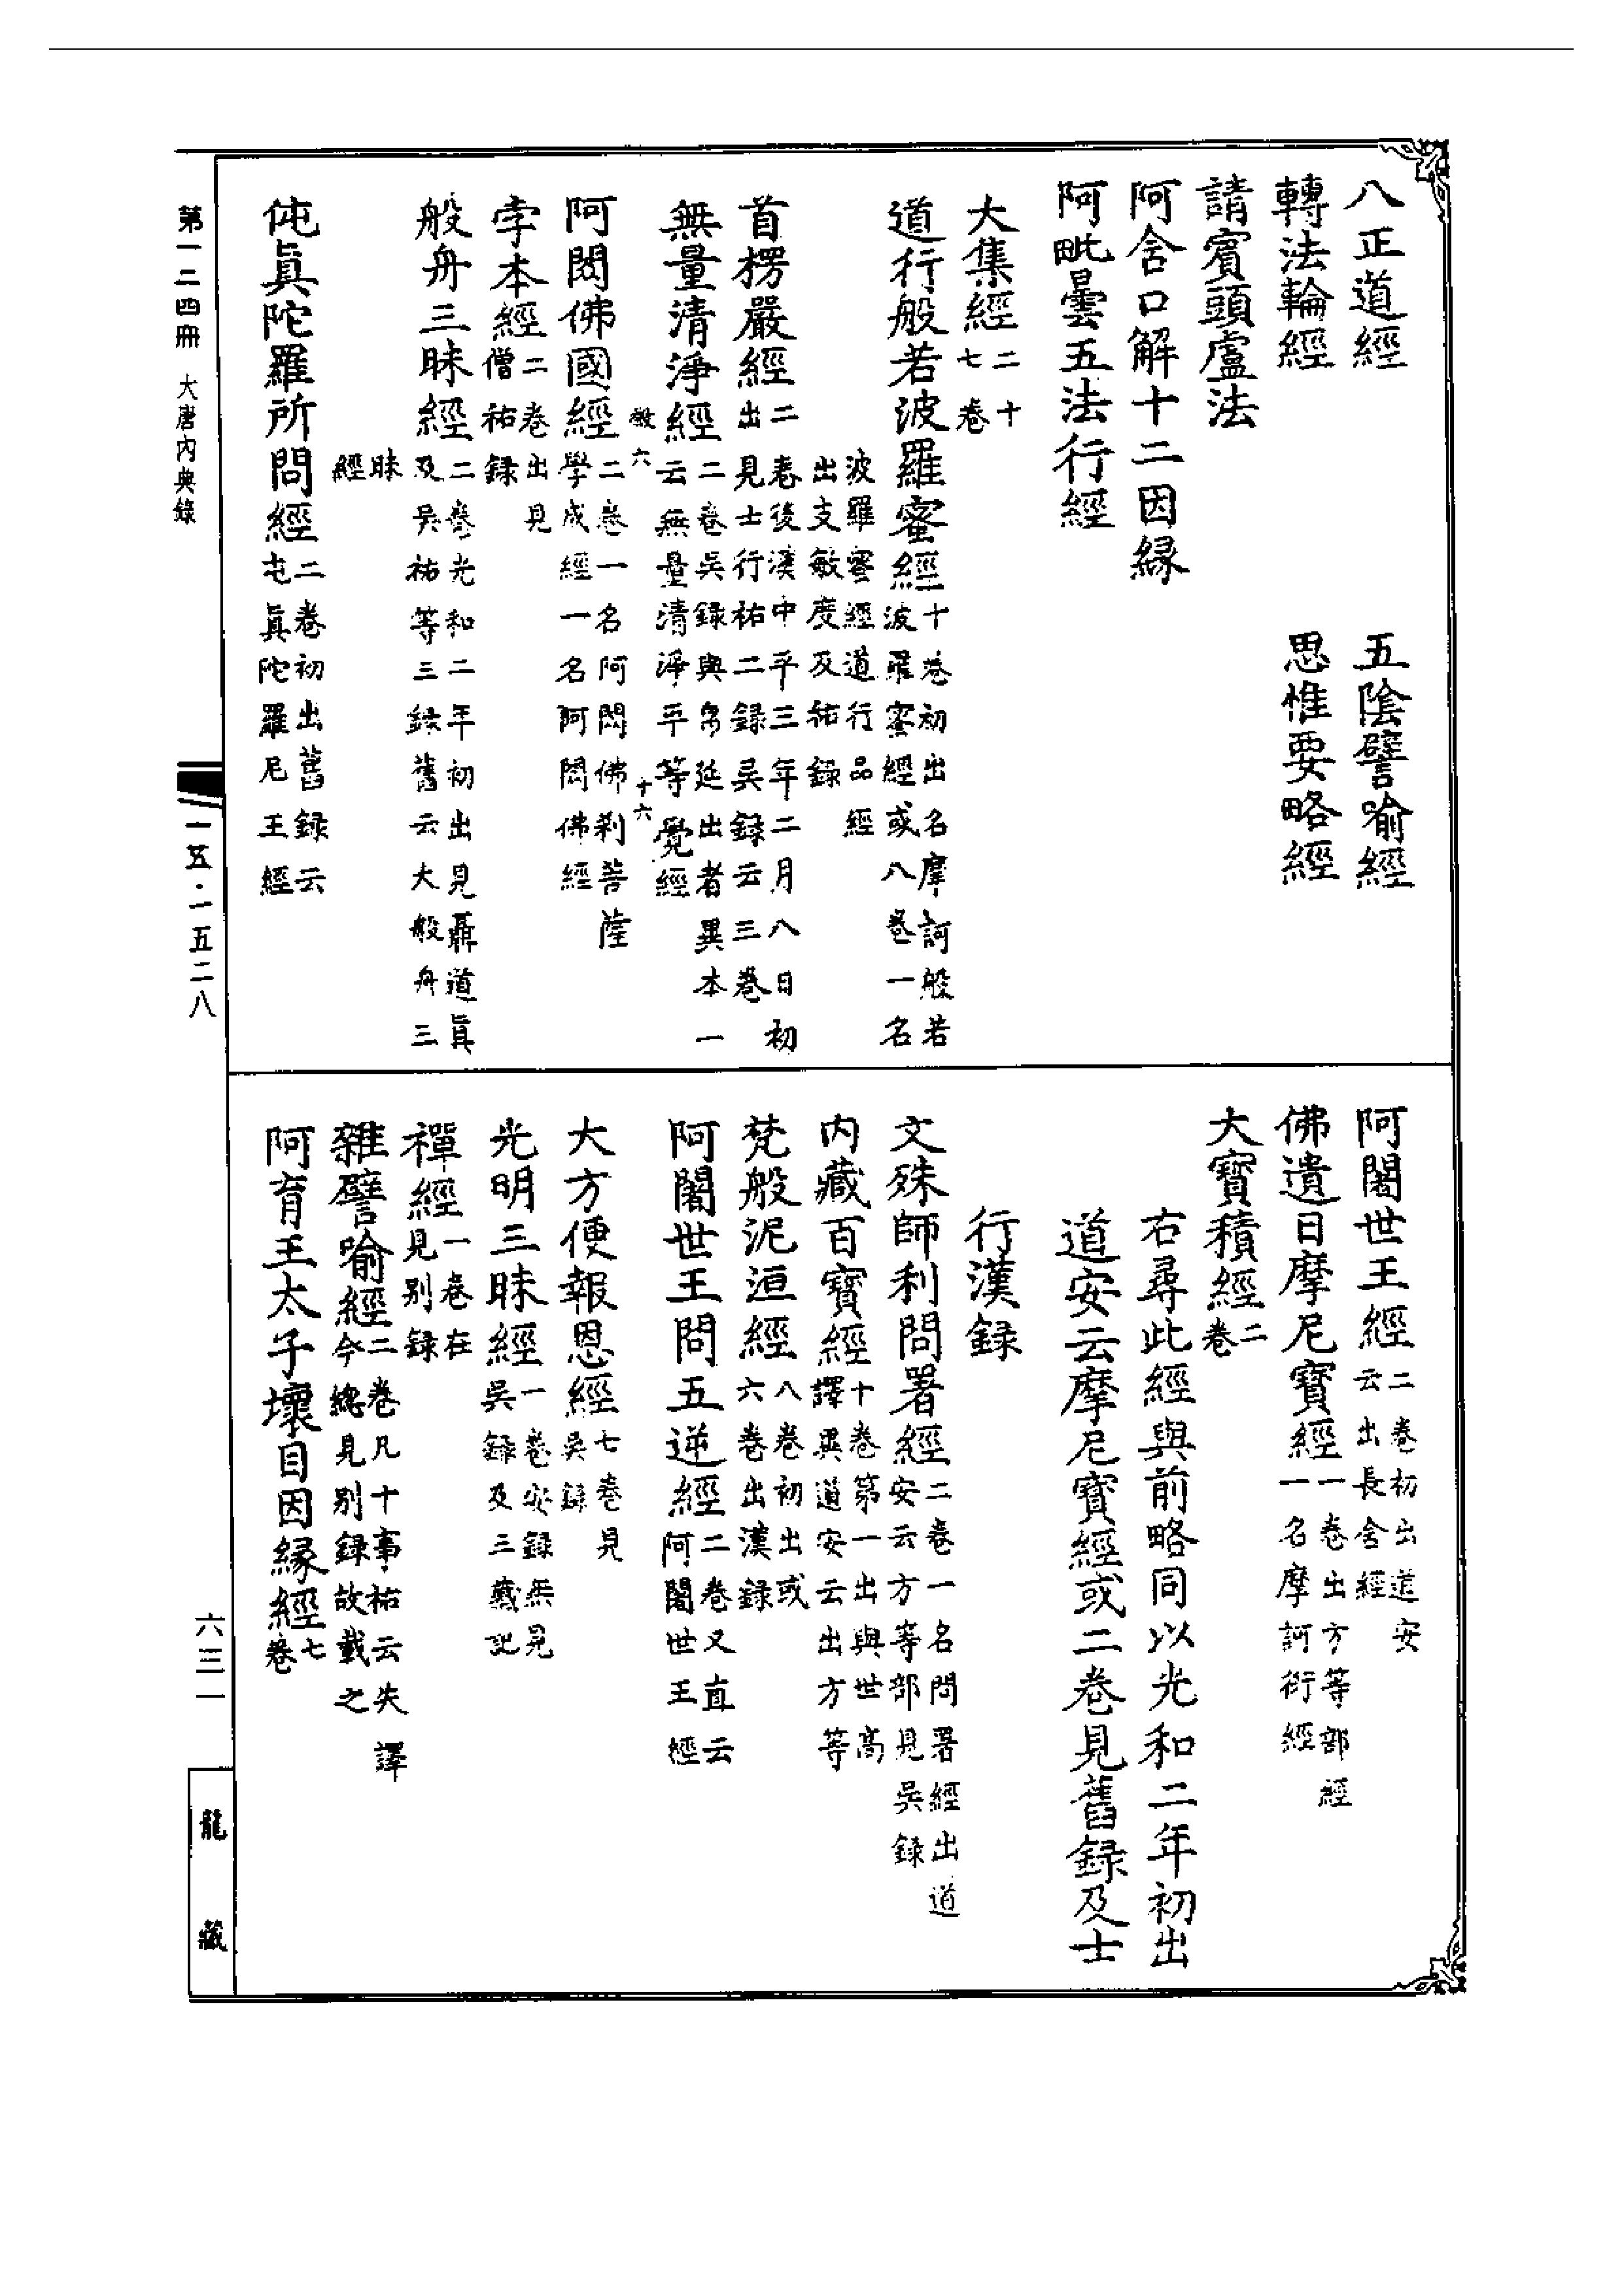 八正道經　五陰譬喻經
轉法輪經　思惟要略經
請賓頭盧法
阿含口解十二因緣
阿毗曇五法行經
大集經二十七卷
道行般若波羅蜜經十卷初出名摩訶般若波羅蜜經或八卷一名
波羅蜜經道行品經出支敏度及祐錄
首楞嚴經二卷後漢中平三年二月八日初出見士行祐二錄吳錄云三卷
無量清淨經二卷吳錄與帛延出者異本一云無量清淨平等覺經
六　十六
阿閦佛國經二卷一名阿閦佛剎菩薩學成經一名阿閦佛經
孛本經二卷出見僧祐錄
般舟三昧經二卷光和二年初出見聶道真及吳祐等三錄舊云大般舟三
昧經
伅真陀羅所問經二卷初出舊錄云屯真陀羅尼王經
阿闍世王經二卷初出道安云出長含經
佛遺日摩尼寶經一卷出方等部經一名摩訶衍經
大寶積經二卷
右尋此經與前略同以光和二年初出
道安云摩尼寶經或二卷見舊錄及士
行漢錄
文殊師利問署經二卷一名問署經出道安云方等部見吳錄
內藏百寶經十卷第一出與世高譯異道安云出方等
梵般泥洹經八卷初出或六卷出漢錄
阿闍世王問五逆經二卷又直云阿闍世王經
大方便報恩經七卷見吳錄
光明三昧經一卷安錄無見吳錄及三藏記
禪經一卷在見別錄
雜譬喻經二卷凡十事祐云失譯今總見別錄故載之
阿育王太子壞目因緣經七卷
第一二四冊　大唐內典錄
一五・一五二八
六三一
龍藏